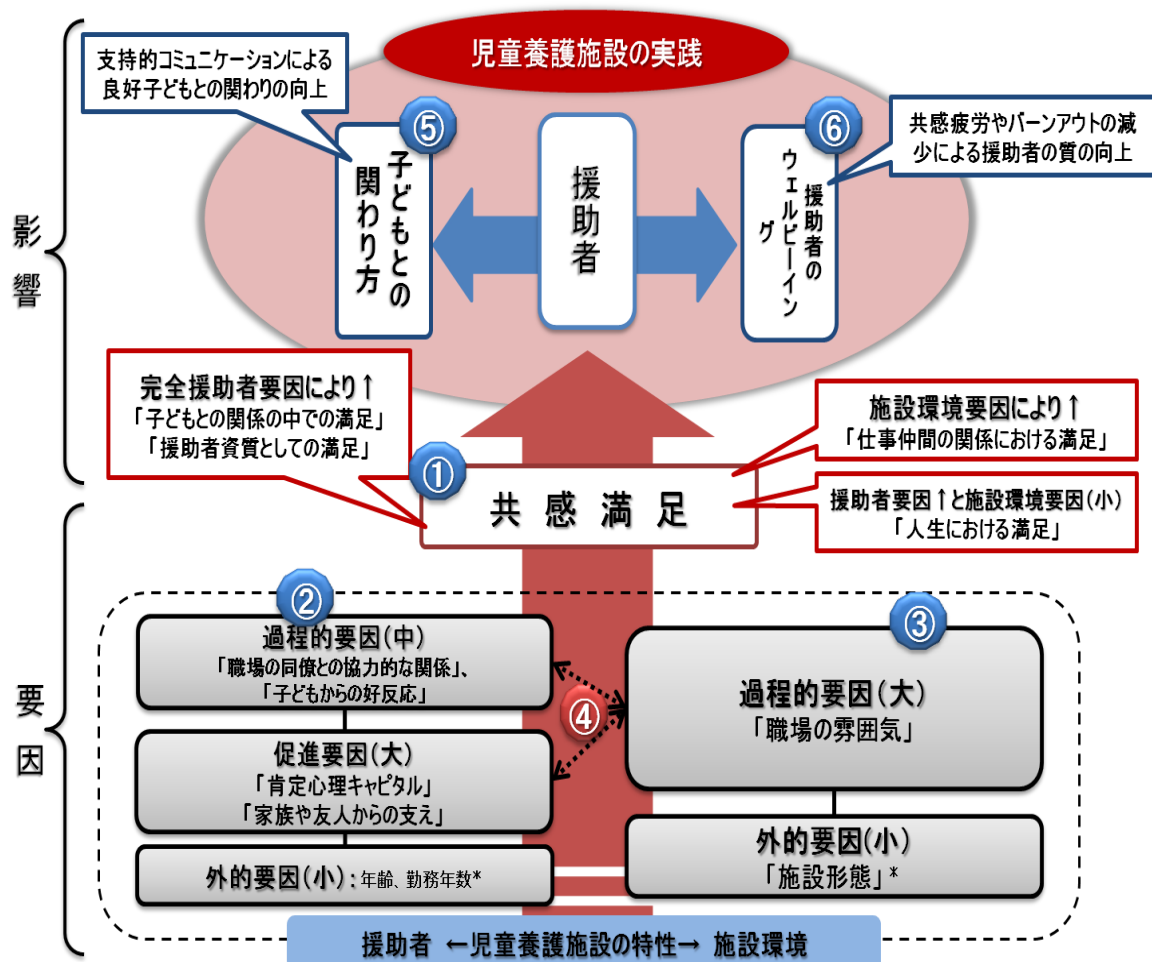 児童養護施設の実践
支持的コミュニケーションによる
良好子どもとの関わりの向上
⑤
子どもとの
関わり方
援助者
⑥
援助者の
ウェルビーイン
グ
共感疲労やバーンアウトの減
少による援助者の質の向上
影響
完全援助者要因により↑
「子どもとの関係の中での満足」
「援助者資質としての満足」
施設環境要因により↑
「仕事仲間の関係における満足」
①
共感満足
援助者要因↑と施設環境要因(小)
「人生における満足」
要因
②
過程的要因(中)
「職場の同僚との協力的な関係」、
「子どもからの好反応」
③
過程的要因(大)
「職場の雰囲気」
④
促進要因(大)
「肯定心理キャピタル」
「家族や友人からの支え」
外的要因(小):年齢、勤務年数*
外的要因(小)
「施設形態」*
援助者 ←児童養護施設の特性→ 施設環境